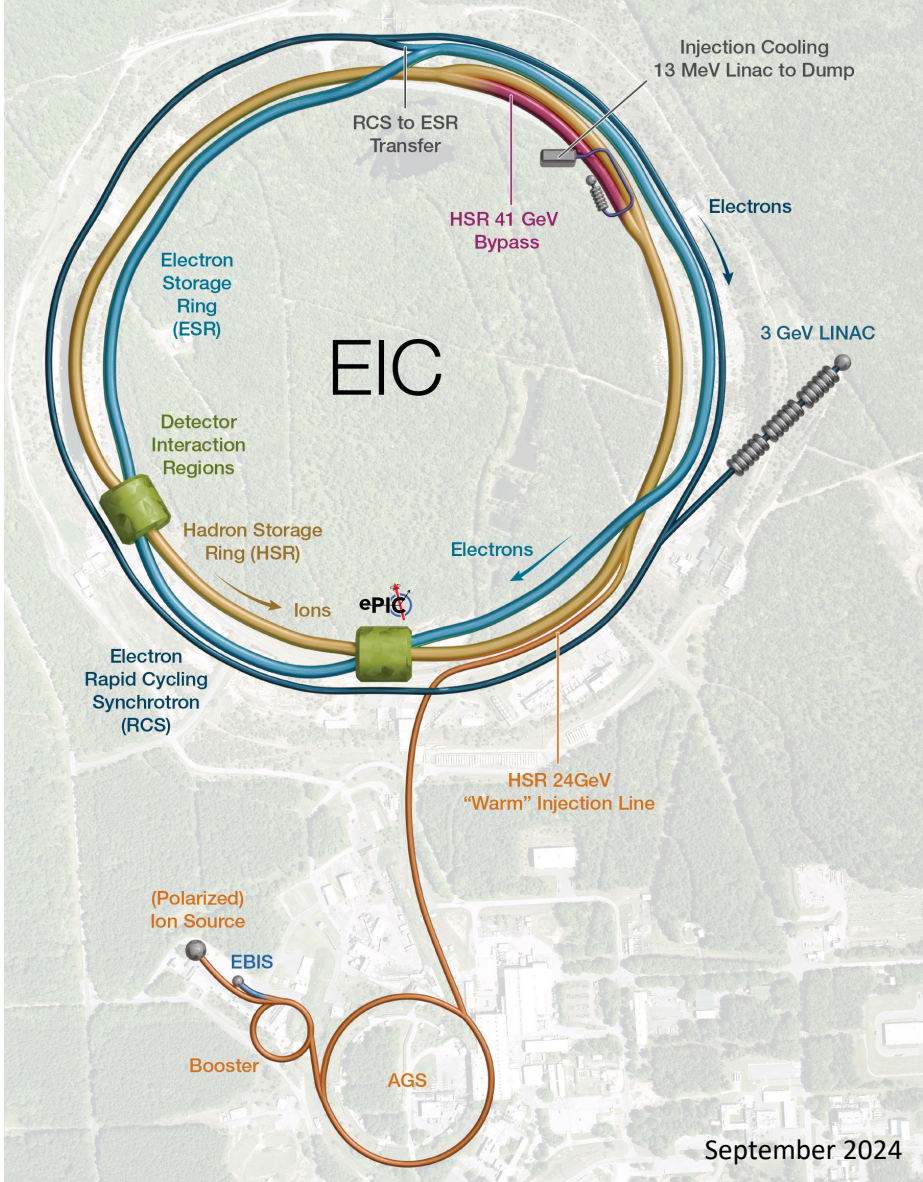 Injection Cooling
13 MeV Linac to Dump
RCS to ESR
Transfer
HSR 41 GeV
Bypass
Electrons
Electron
Storage
Ring
(ESR)
3 GeV LINAC
EIC
Detector
Interaction
Regions
Hadron Storage
Ring (HSR)
Electrons
Ions
ePIC
Electron
Rapid Cycling
Synchrotron
(RCS)
HSR 24GeV
“Warm” Injection Line
(Polarized)
Ion Source
EBIS
Booster
AGS
September 2024